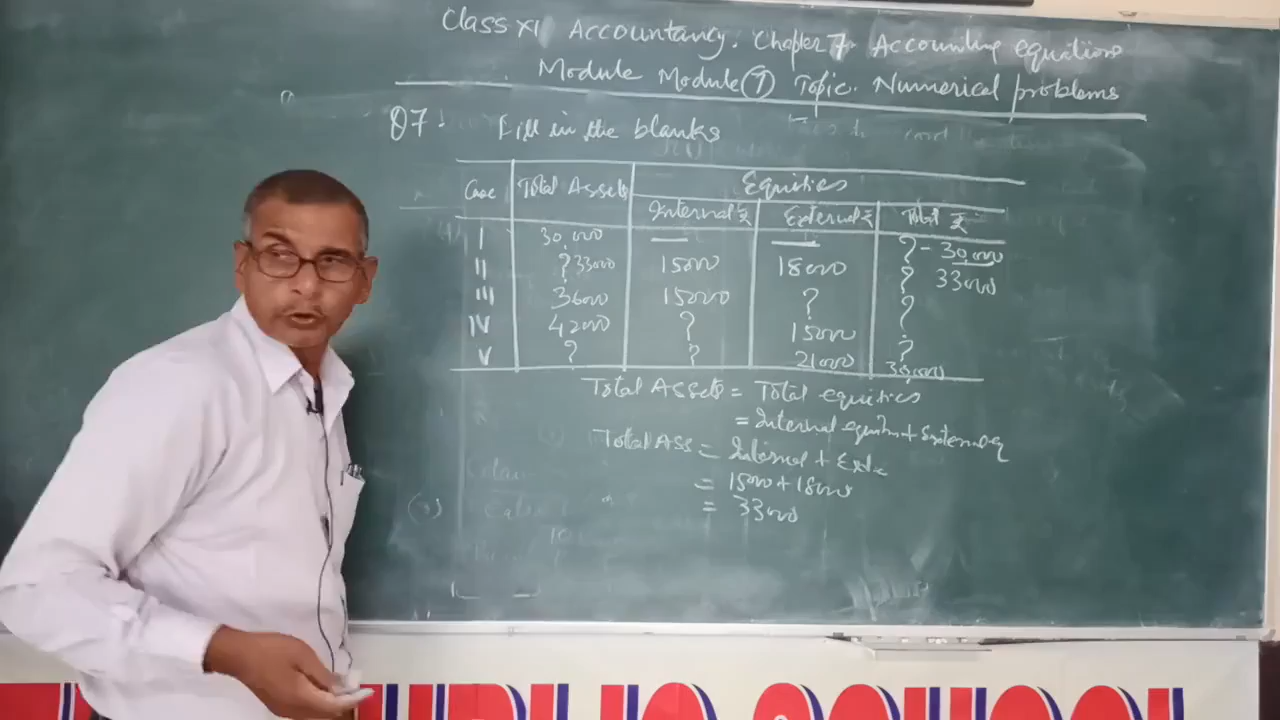 Class XI Accountancy. Chapter 7. Accounting equations
Module Module (7) Topic. Numerical problems
Q7. Fill in the blanks
Case Total Assets Equities
Internal ₹ External ₹ Total ₹
I 30,000 — — ? - 30,000
II ? 33000 15000 18000 ? 33000
III 36000 15000 ? ?
IV 42000 ? 15000 ?
V ? ? 21000 ? 30,000
Total Assets = Total equities
= Internal equities + External eq
Total Ass = Internal + Exte
= 15000 + 18000
= 33000
PUBLIC SCHOOL